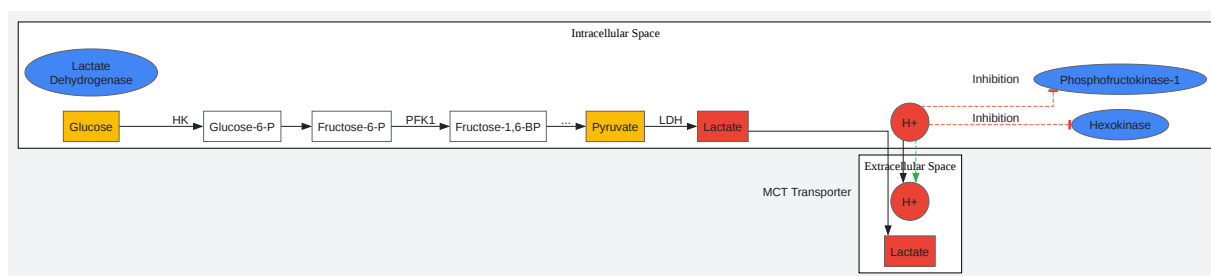 Intracellular Space
Lactate
Dehydrogenase
Inhibition
Phosphofructokinase-1
Glucose
HK
Glucose-6-P
Fructose-6-P
PFK1
Fructose-1,6-BP
...
Pyruvate
LDH
Lactate
H+
Inhibition
Hexokinase
Extracellular Space
MCT Transporter
H+
Lactate